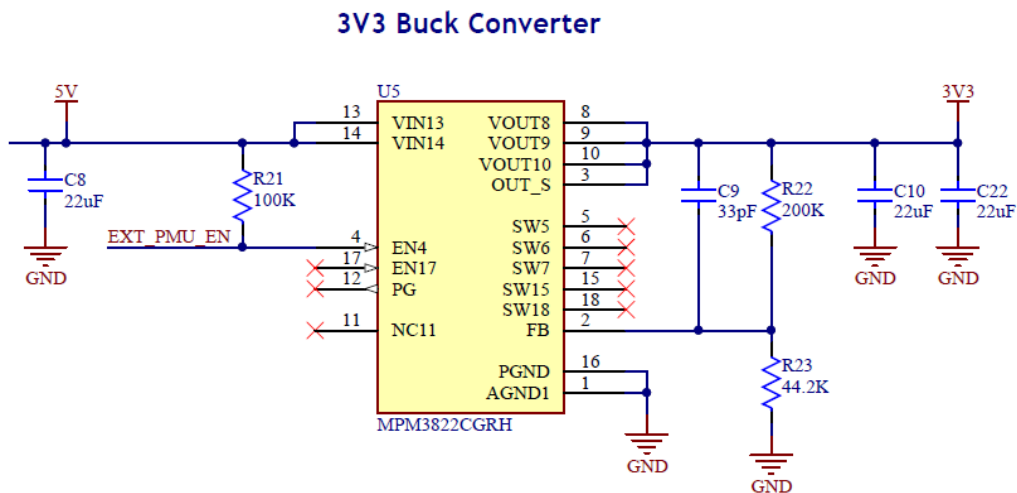 3V3 Buck Converter
5V
U5
3V3
13
VIN13
14
VIN14
VOUT8
8
VOUT9
9
VOUT10
10
OUT_S
3
C8
22uF
R21
100K
C9
33pF
R22
200K
C10
22uF
C22
22uF
GND
EXT_PMU_EN
4
EN4
17
EN17
12
PG
11
NC11
SW5
5
SW6
6
SW7
7
SW15
15
SW18
18
FB
2
PGND
16
AGND1
1
GND
GND
R23
44.2K
MPM3822CGRH
GND
GND